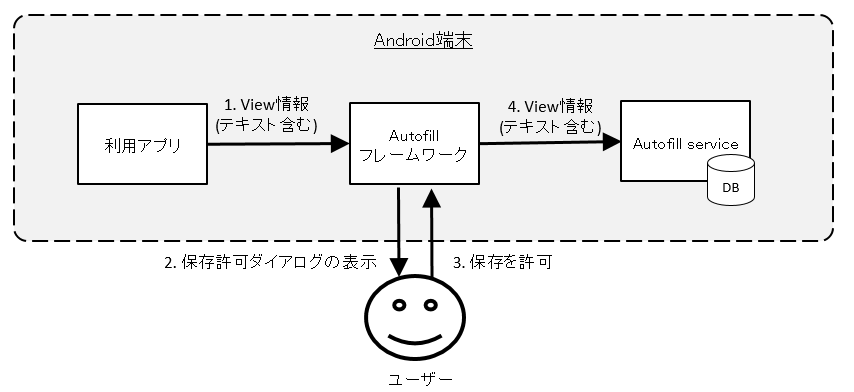 Android端末
1. View情報
(テキスト含む)
4. View情報
(テキスト含む)
利用アプリ
Autofill
フレームワーク
Autofill service
DB
2. 保存許可ダイアログの表示
3. 保存を許可
ユーザー